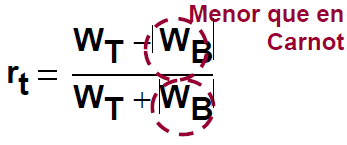 Menor que en
Carnot
r_t = (W_T - |W_B|) / (W_T + |W_B|)